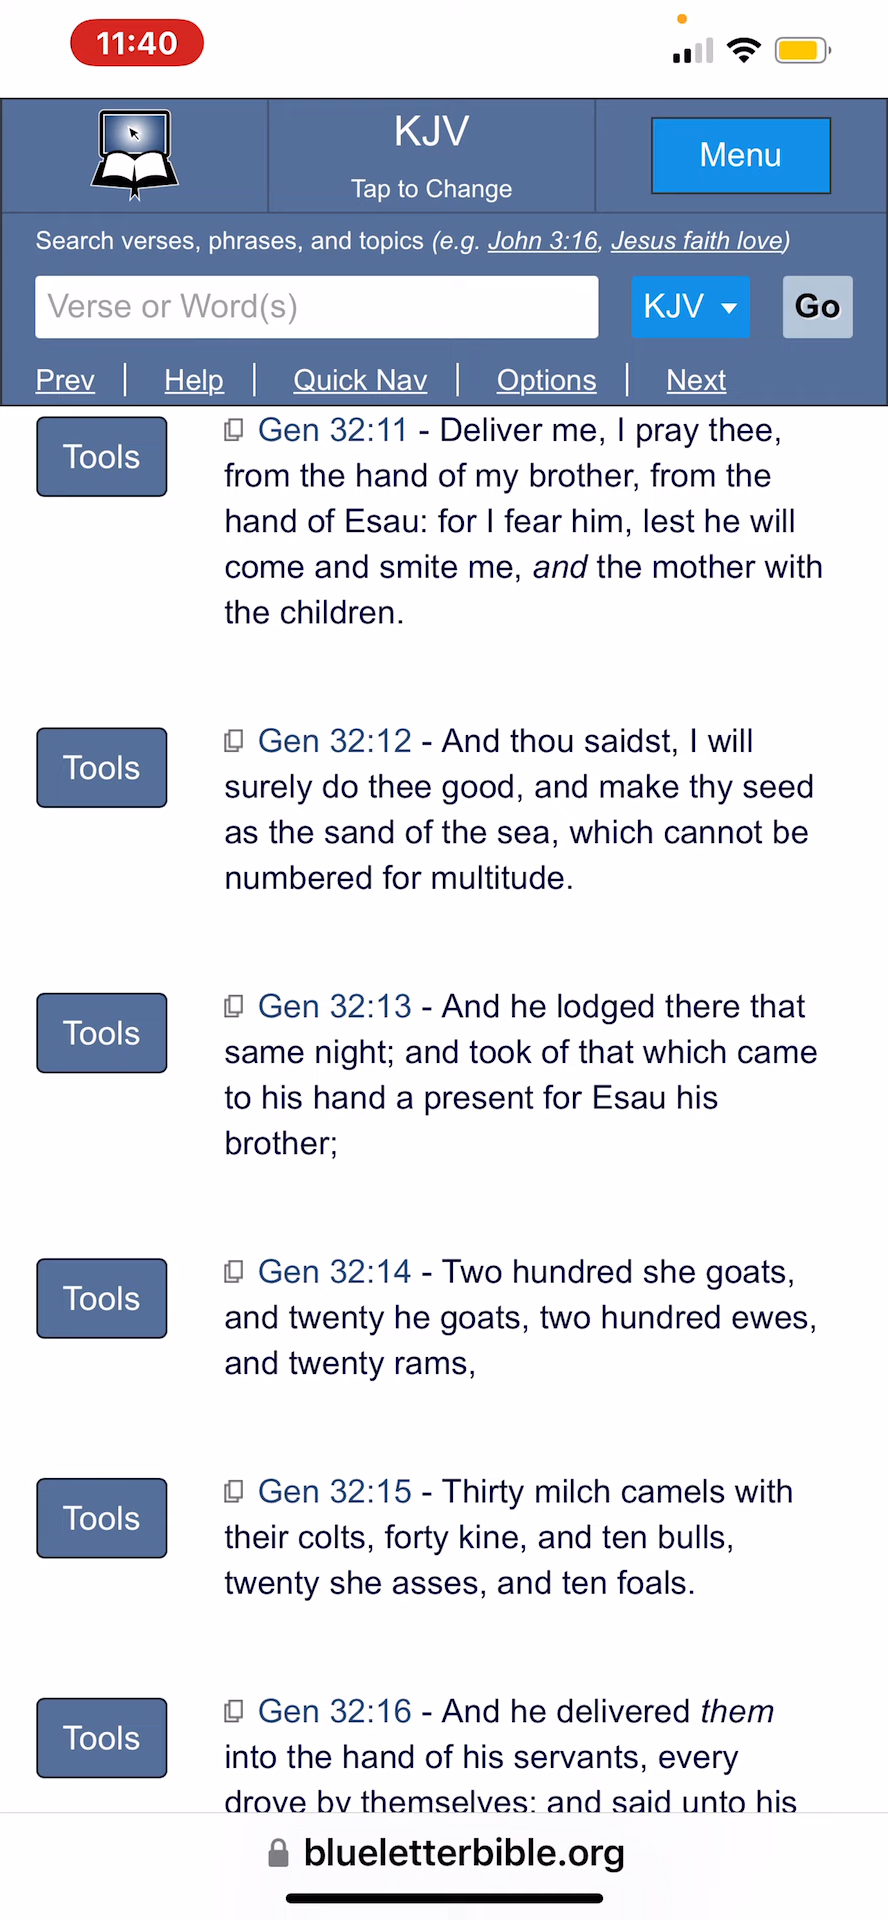 11:40
KJV
Tap to Change
Menu
Search verses, phrases, and topics (e.g. John 3:16, Jesus faith love)
Verse or Word(s)
KJV
Go
Prev | Help | Quick Nav | Options | Next
Tools
Gen 32:11 - Deliver me, I pray thee,
from the hand of my brother, from the
hand of Esau: for I fear him, lest he will
come and smite me, and the mother with
the children.
Tools
Gen 32:12 - And thou saidst, I will
surely do thee good, and make thy seed
as the sand of the sea, which cannot be
numbered for multitude.
Tools
Gen 32:13 - And he lodged there that
same night; and took of that which came
to his hand a present for Esau his
brother;
Tools
Gen 32:14 - Two hundred she goats,
and twenty he goats, two hundred ewes,
and twenty rams,
Tools
Gen 32:15 - Thirty milch camels with
their colts, forty kine, and ten bulls,
twenty she asses, and ten foals.
Tools
Gen 32:16 - And he delivered them
into the hand of his servants, every
drove by themselves; and said unto his
blueletterbible.org